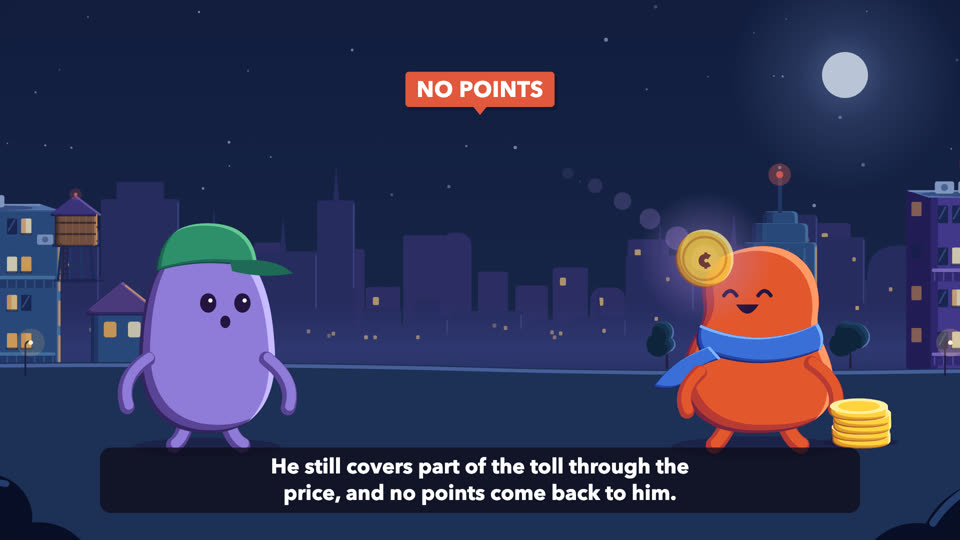 NO POINTS
¢
He still covers part of the toll through the
price, and no points come back to him.